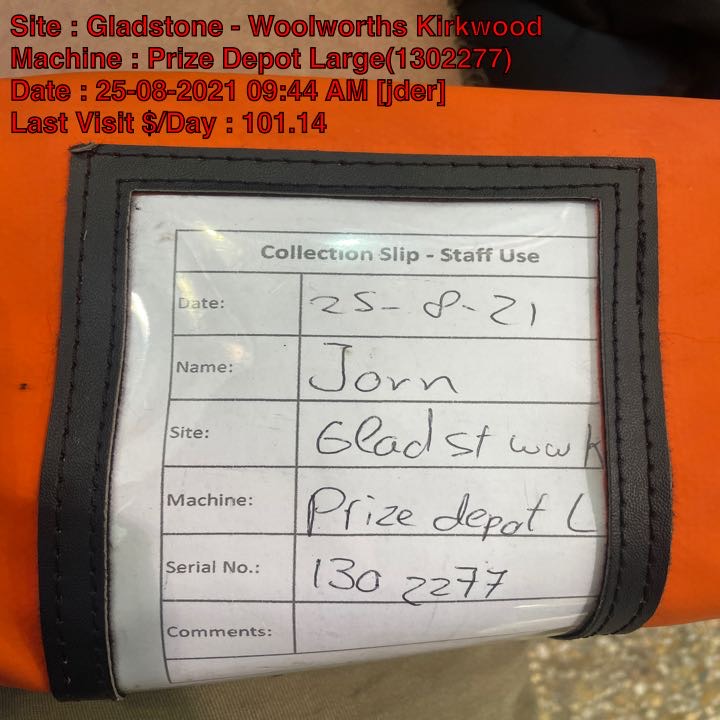 Site : Gladstone - Woolworths Kirkwood
Machine : Prize Depot Large(1302277)
Date : 25-08-2021 09:44 AM [jder]
Last Visit $/Day : 101.14
Collection Slip - Staff Use
Date: 25-8-21
Name: Jorn
Site: Gladst ww k
Machine: Prize depot L
Serial No.: 1302277
Comments: